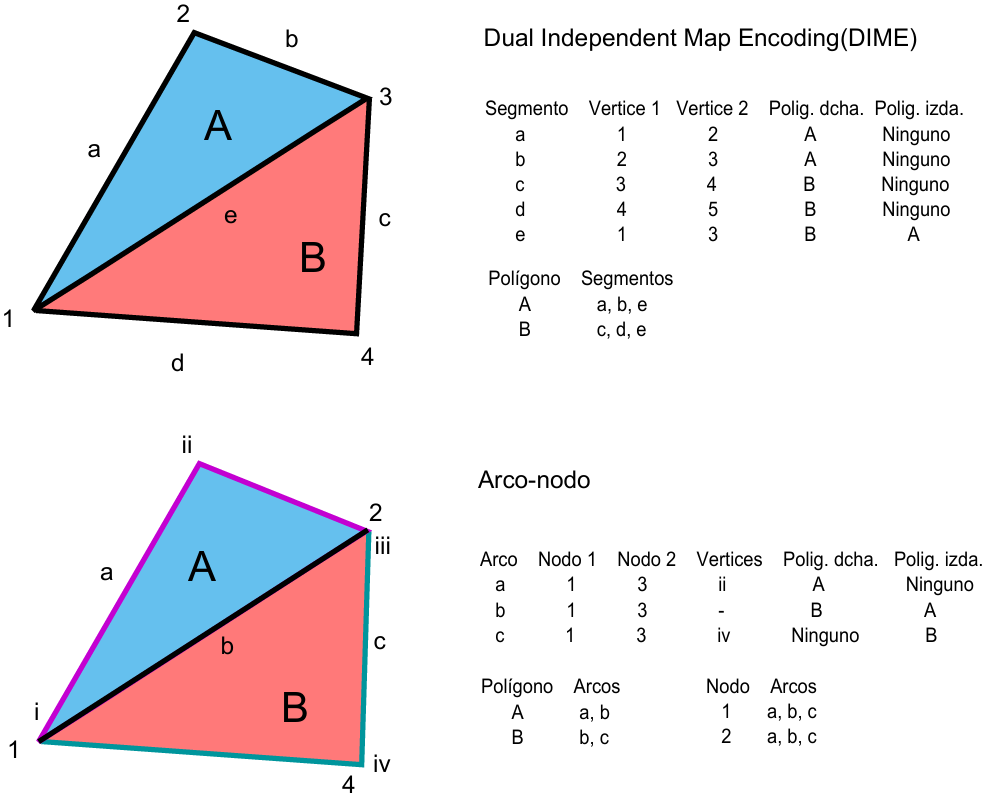 Dual Independent Map Encoding(DIME)
2
b
3
A
a
e
c
B
1
d
4
Segmento Vertice 1 Vertice 2 Polig. dcha. Polig. izda.
a 1 2 A Ninguno
b 2 3 A Ninguno
c 3 4 B Ninguno
d 4 5 B Ninguno
e 1 3 B A
Polígono Segmentos
A a, b, e
B c, d, e
Arco-nodo
ii
2
iii
A
a
b
c
B
i
1
iv
4
Arco Nodo 1 Nodo 2 Vertices Polig. dcha. Polig. izda.
a 1 3 ii A Ninguno
b 1 3 - B A
c 1 3 iv Ninguno B
Polígono Arcos
A a, b
B b, c
Nodo Arcos
1 a, b, c
2 a, b, c